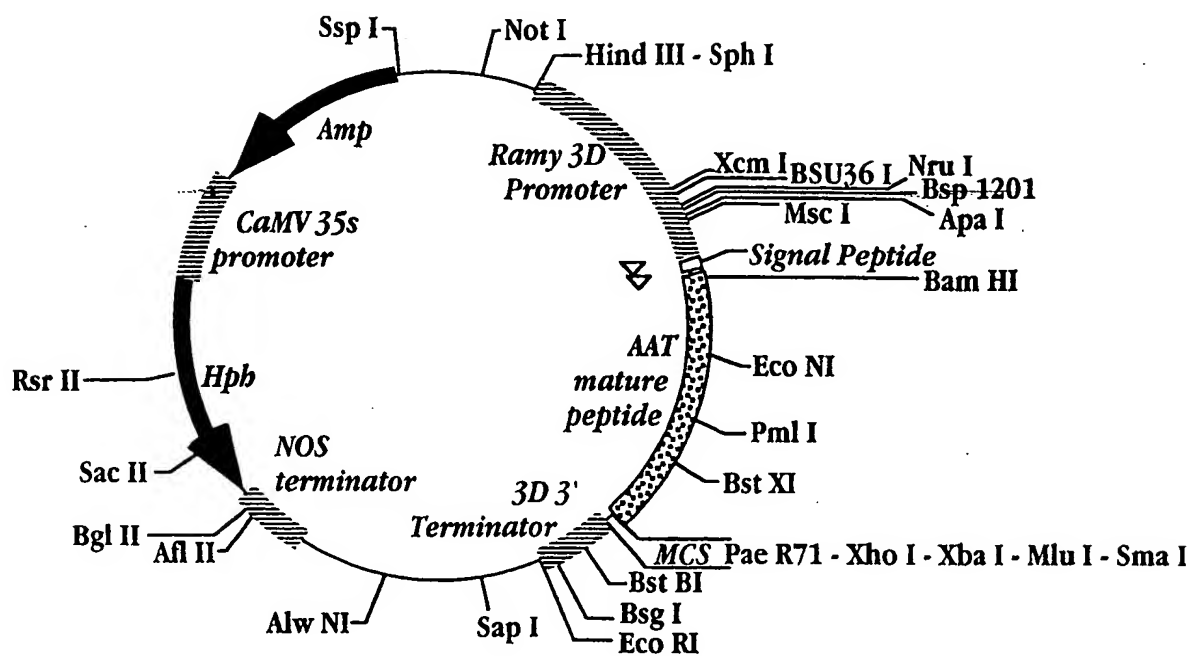 Ssp I
Not I
Hind III - Sph I
Amp
Ramy 3D
Promoter
Xcm I
BSU36 I
Nru I
Bsp 1201
Msc I
Apa I
CaMV 35s
promoter
Signal Peptide
Bam HI
AAT
mature
peptide
Eco NI
Rsr II
Hph
Pml I
Sac II
NOS
terminator
Bst XI
3D 3'
Terminator
Bgl II
Afl II
MCS Pae R71 - Xho I - Xba I - Mlu I - Sma I
Bst BI
Bsg I
Eco RI
Alw NI
Sap I